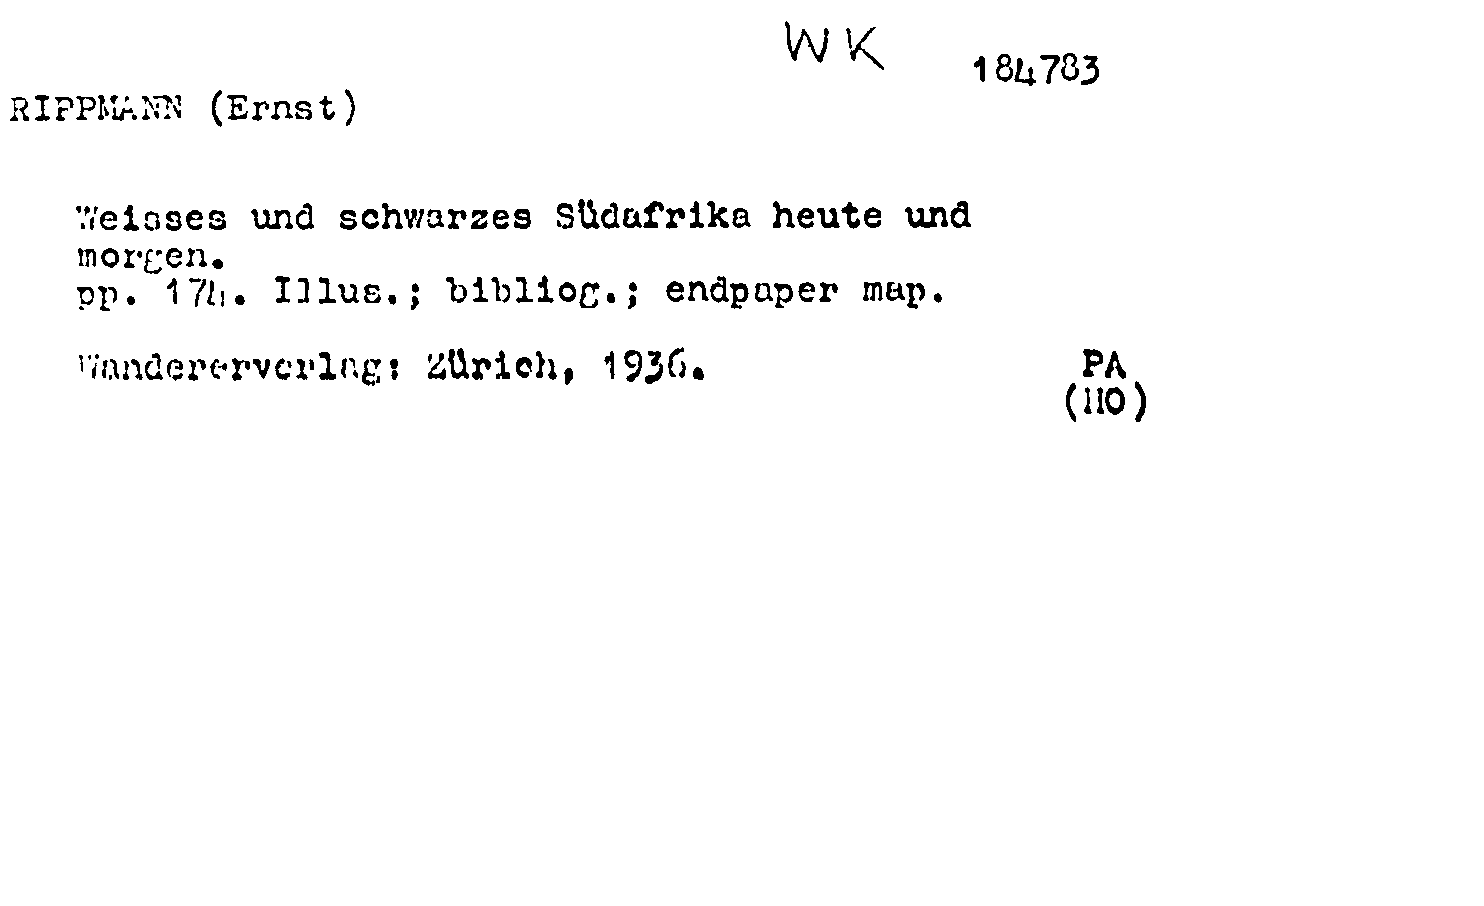 WK 184783
RIPPMANN (Ernst)
Weisses und schwarzes Südafrika heute und
morgen.
pp. 174. Illus.; bibliog.; endpaper map.
Wandererverlag: Zürich, 1936.
PA
(HO)